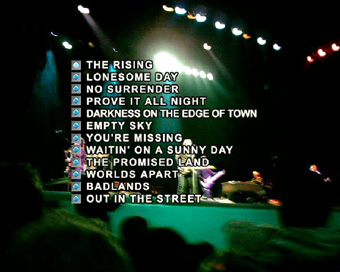 THE RISING
LONESOME DAY
NO SURRENDER
PROVE IT ALL NIGHT
DARKNESS ON THE EDGE OF TOWN
EMPTY SKY
YOU'RE MISSING
WAITIN' ON A SUNNY DAY
THE PROMISED LAND
WORLDS APART
BADLANDS
OUT IN THE STREET